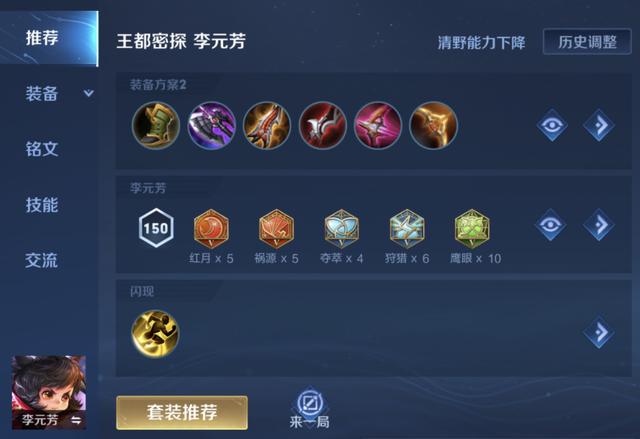 推荐
王都密探 李元芳
清野能力下降
历史调整
装备
装备方案2
铭文
李元芳
150
红月 x 5
祸源 x 5
夺萃 x 4
狩猎 x 6
鹰眼 x 10
技能
交流
闪现
李元芳
套装推荐
来一局